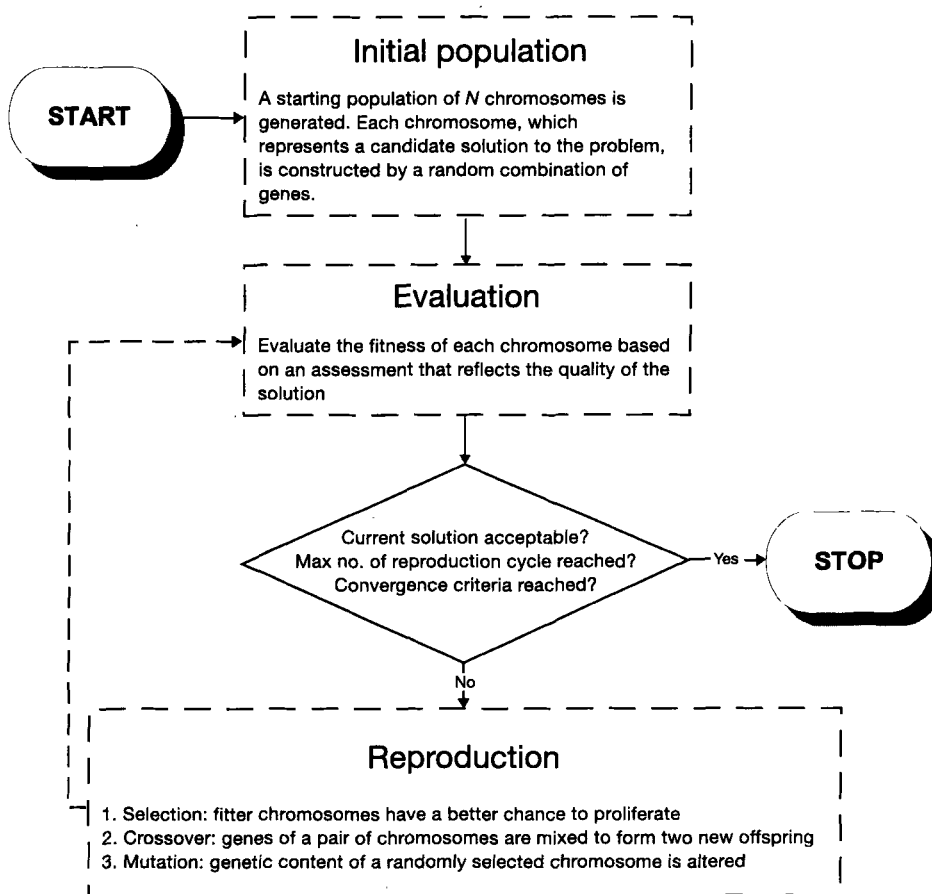 START
Initial population
A starting population of N chromosomes is
generated. Each chromosome, which
represents a candidate solution to the problem,
is constructed by a random combination of
genes.
Evaluation
Evaluate the fitness of each chromosome based
on an assessment that reflects the quality of the
solution
Current solution acceptable?
Max no. of reproduction cycle reached?
Convergence criteria reached?
Yes
STOP
No
Reproduction
1. Selection: fitter chromosomes have a better chance to proliferate
2. Crossover: genes of a pair of chromosomes are mixed to form two new offspring
3. Mutation: genetic content of a randomly selected chromosome is altered